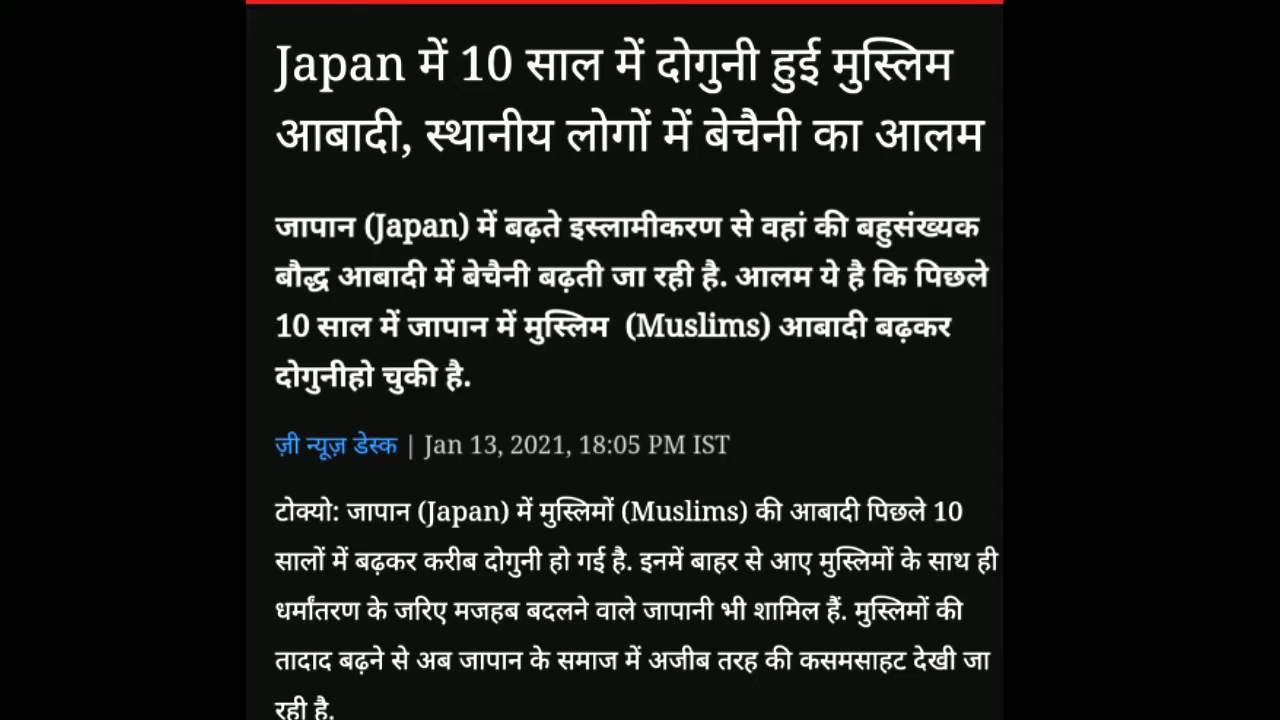 Japan में 10 साल में दोगुनी हुई मुस्लिम
आबादी, स्थानीय लोगों में बेचैनी का आलम
जापान (Japan) में बढ़ते इस्लामीकरण से वहां की बहुसंख्यक
बौद्ध आबादी में बेचैनी बढ़ती जा रही है. आलम ये है कि पिछले
10 साल में जापान में मुस्लिम (Muslims) आबादी बढ़कर
दोगुनीहो चुकी है.
ज़ी न्यूज़ डेस्क | Jan 13, 2021, 18:05 PM IST
टोक्यो: जापान (Japan) में मुस्लिमों (Muslims) की आबादी पिछले 10
सालों में बढ़कर करीब दोगुनी हो गई है. इनमें बाहर से आए मुस्लिमों के साथ ही
धर्मांतरण के जरिए मजहब बदलने वाले जापानी भी शामिल हैं. मुस्लिमों की
तादाद बढ़ने से अब जापान के समाज में अजीब तरह की कसमसाहट देखी जा
रही है.